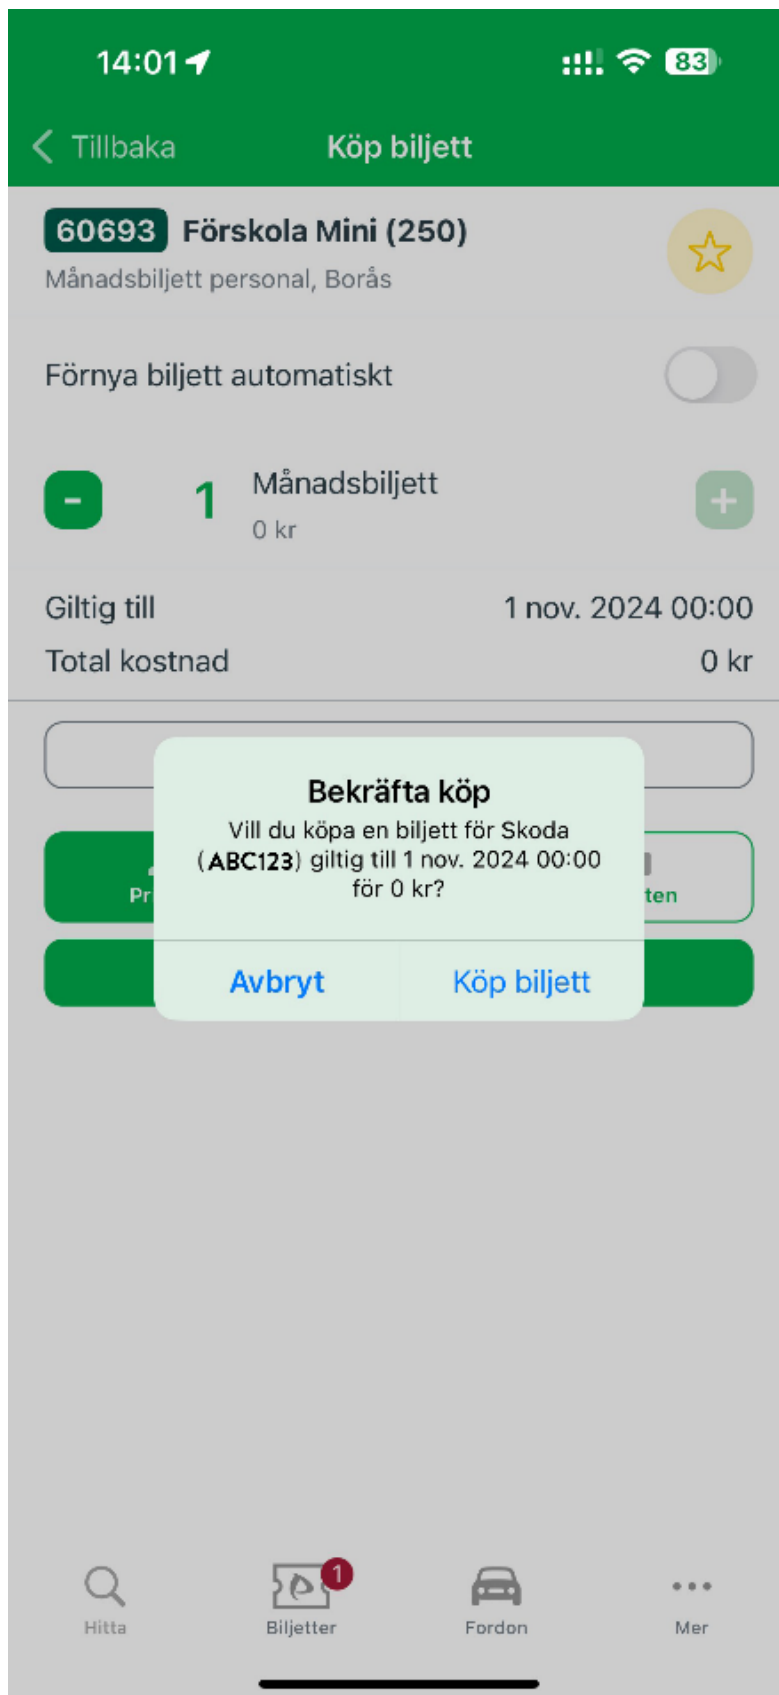 14:01
83
Tillbaka
Köp biljett
60693 Förskola Mini (250)
Månadsbiljett personal, Borås
Förnya biljett automatiskt
- 1 Månadsbiljett +
0 kr
Giltig till 1 nov. 2024 00:00
Total kostnad 0 kr
Bekräfta köp
Vill du köpa en biljett för Skoda
(ABC123) giltig till 1 nov. 2024 00:00
för 0 kr?
Avbryt Köp biljett
1
Hitta Biljetter Fordon Mer